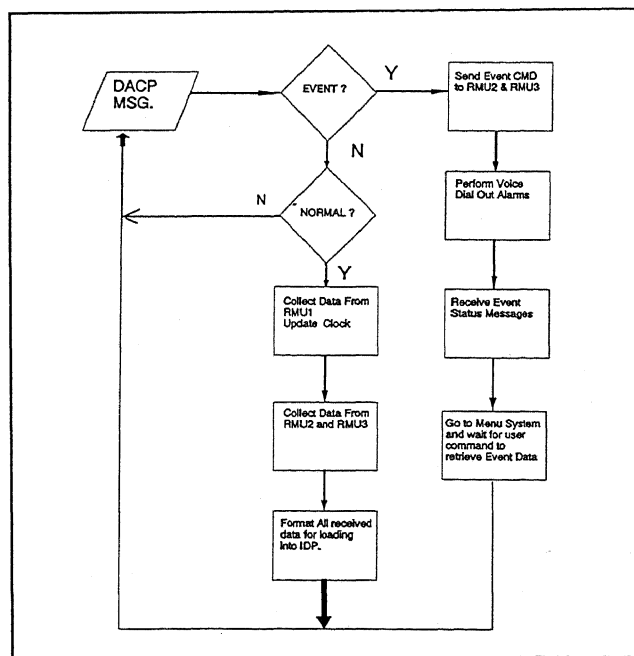 DACP
MSG.
EVENT ?
Y
Send Event CMD
to RMU2 & RMU3
N
Perform Voice
Dial Out Alarms
N
NORMAL ?
Y
Collect Data From
RMU1
Update Clock
Receive Event
Status Messages
Collect Data From
RMU2 and RMU3
Go to Menu System
and wait for user
command to
retrieve Event Data
Format All received
data for loading
into IDP.